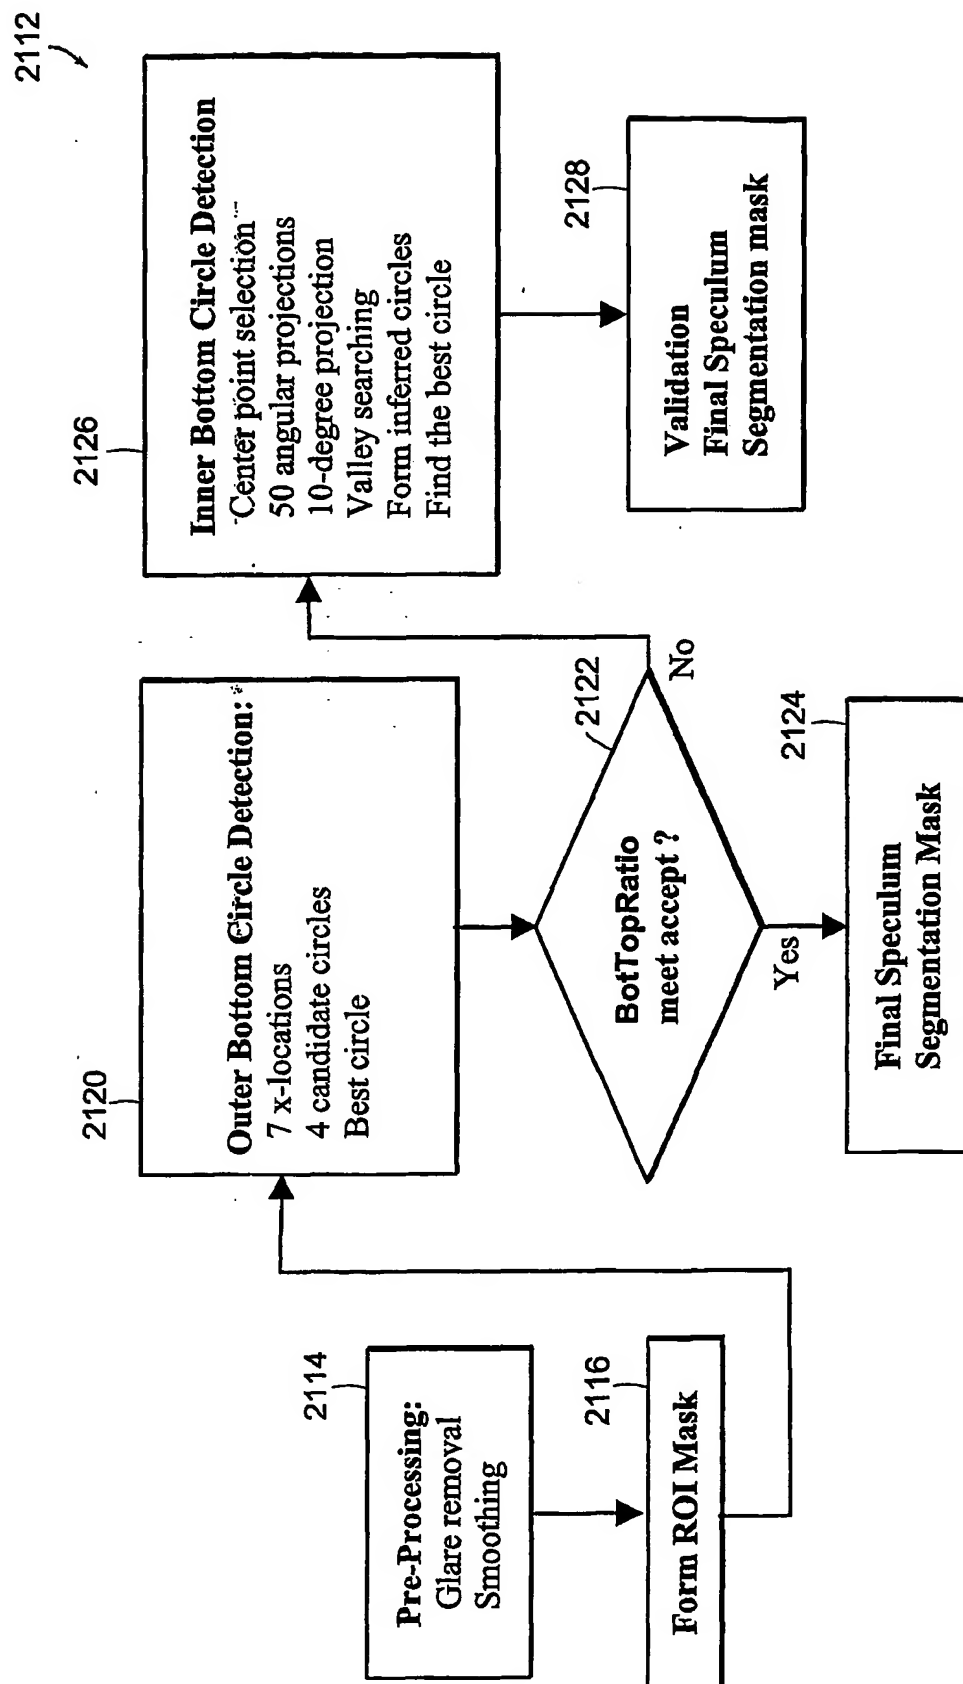 2112
2114
Pre-Processing:
Glare removal
Smoothing
2116
Form ROI Mask
2120
Outer Bottom Circle Detection:
7 x-locations
4 candidate circles
Best circle
2122
BotTopRatio
meet accept ?
Yes
No
2124
Final Speculum
Segmentation Mask
2126
Inner Bottom Circle Detection
Center point selection
50 angular projections
10-degree projection
Valley searching
Form inferred circles
Find the best circle
2128
Validation
Final Speculum
Segmentation mask